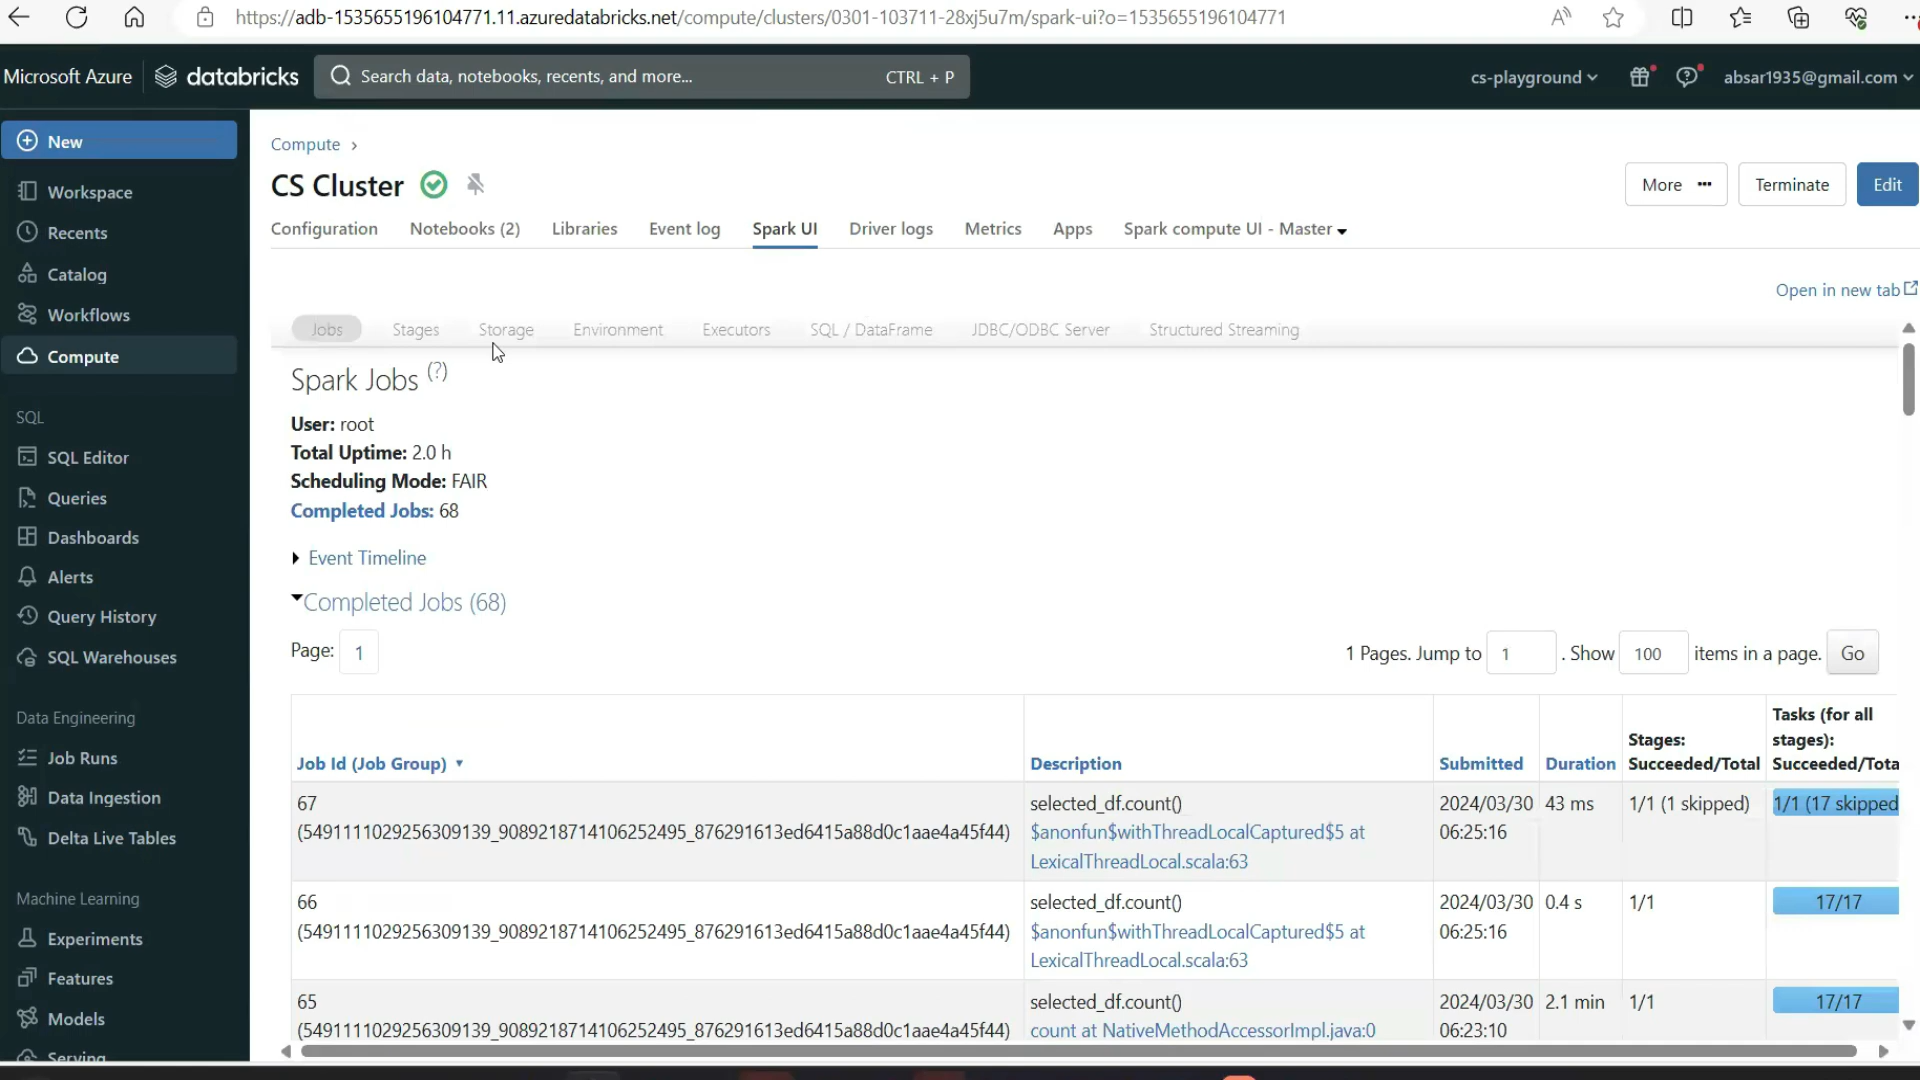 https://adb-1535655196104771.11.azuredatabricks.net/compute/clusters/0301-103711-28xj5u7m/spark-ui?o=1535655196104771
Microsoft Azure databricks Search data, notebooks, recents, and more... CTRL + P cs-playground absar1935@gmail.com
New
Workspace
Recents
Catalog
Workflows
Compute
SQL
SQL Editor
Queries
Dashboards
Alerts
Query History
SQL Warehouses
Data Engineering
Job Runs
Data Ingestion
Delta Live Tables
Machine Learning
Experiments
Features
Models
Serving
Compute ›
CS Cluster More ··· Terminate Edit
Configuration Notebooks (2) Libraries Event log Spark UI Driver logs Metrics Apps Spark compute UI - Master
Open in new tab
Jobs Stages Storage Environment Executors SQL / DataFrame JDBC/ODBC Server Structured Streaming
Spark Jobs (?)
User: root
Total Uptime: 2.0 h
Scheduling Mode: FAIR
Completed Jobs: 68
Event Timeline
Completed Jobs (68)
Page: 1 1 Pages. Jump to 1 . Show 100 items in a page. Go
Job Id (Job Group) ▾ Description Submitted Duration Stages: Succeeded/Total Tasks (for all stages): Succeeded/Tota
67 selected_df.count() 2024/03/30 43 ms 1/1 (1 skipped) 1/1 (17 skipped
(5491111029256309139_9089218714106252495_876291613ed6415a88d0c1aae4a45f44) $anonfun$withThreadLocalCaptured$5 at 06:25:16
LexicalThreadLocal.scala:63
66 selected_df.count() 2024/03/30 0.4 s 1/1 17/17
(5491111029256309139_9089218714106252495_876291613ed6415a88d0c1aae4a45f44) $anonfun$withThreadLocalCaptured$5 at 06:25:16
LexicalThreadLocal.scala:63
65 selected_df.count() 2024/03/30 2.1 min 1/1 17/17
(5491111029256309139_9089218714106252495_876291613ed6415a88d0c1aae4a45f44) count at NativeMethodAccessorImpl.java:0 06:23:10